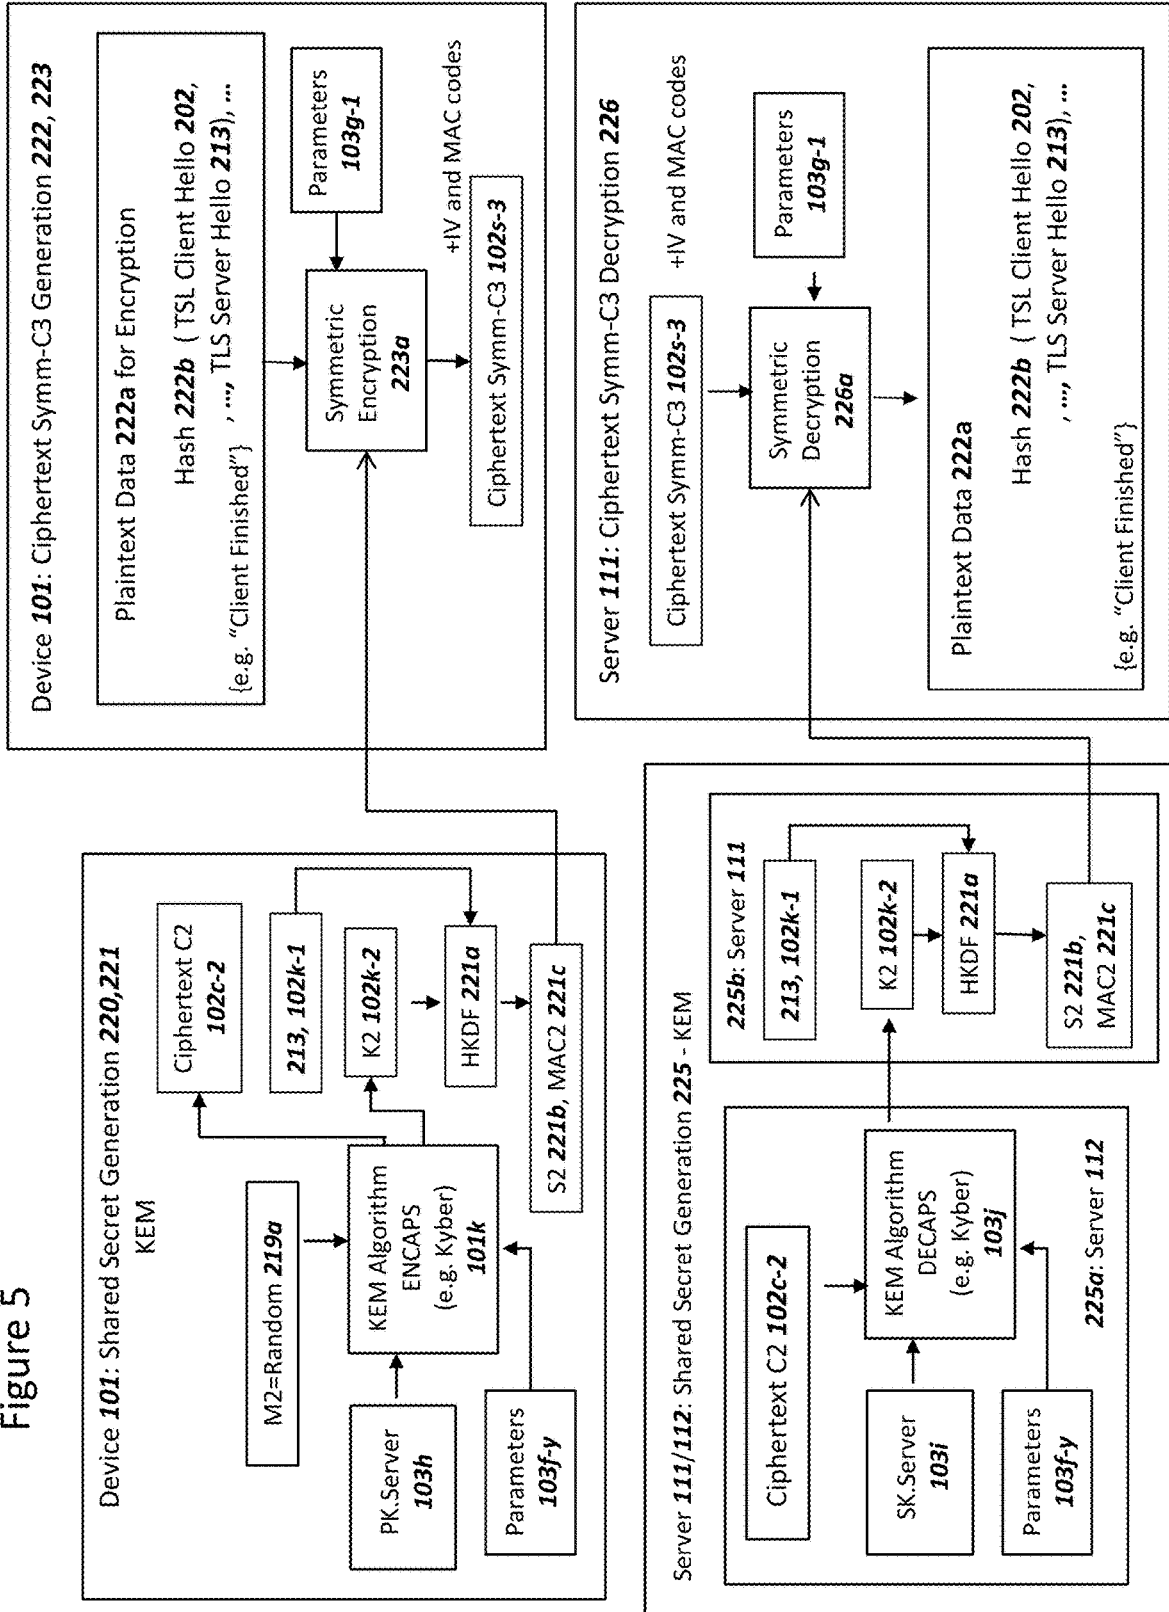 Figure 5
Device 101: Shared Secret Generation 220,221
KEM
M2=Random 219a
PK.Server
103h
Parameters
103f-y
KEM Algorithm
ENCAPS
(e.g. Kyber)
101k
Ciphertext C2
102c-2
213, 102k-1
K2 102k-2
HKDF 221a
S2 221b, MAC2 221c
Device 101: Ciphertext Symm-C3 Generation 222, 223
Plaintext Data 222a for Encryption
Hash 222b ( TSL Client Hello 202,
, ..., TLS Server Hello 213), ...
{e.g. “Client Finished”}
Symmetric
Encryption
223a
Parameters
103g-1
+IV and MAC codes
Ciphertext Symm-C3 102s-3
Server 111/112: Shared Secret Generation 225 - KEM
Ciphertext C2 102c-2
SK.Server
103i
Parameters
103f-y
KEM Algorithm
DECAPS
(e.g. Kyber)
103j
225a: Server 112
225b: Server 111
213, 102k-1
K2 102k-2
HKDF 221a
S2 221b,
MAC2 221c
Server 111: Ciphertext Symm-C3 Decryption 226
Ciphertext Symm-C3 102s-3
+IV and MAC codes
Symmetric
Decryption
226a
Parameters
103g-1
Plaintext Data 222a
Hash 222b ( TSL Client Hello 202,
, ..., TLS Server Hello 213), ...
{e.g. “Client Finished”}